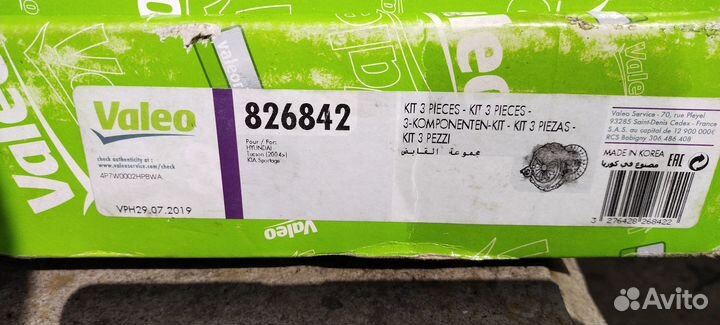 Valeo
check authenticity at :
www.valeoservice.com/check
4P7W0002HPBWA
VPH29.07.2019
826842
Pour / For:
HYUNDAI
Tucson (2004>)
KIA Sportage
KIT 3 PIECES - KIT 3 PIECES -
3-KOMPONENTEN-KIT - KIT 3 PIEZAS -
KIT 3 PEZZI
مجموعة القابض
Valeo Service - 70, rue Pleyel
93285 Saint-Denis Cedex - France
S.A.S. au capital de 12 900 000€
RCS Bobigny 306 486 408
MADE IN KOREA
مصنوع في كوريا
EAC
3 276428 268422
Valeo
Valeo
valeo
Avito